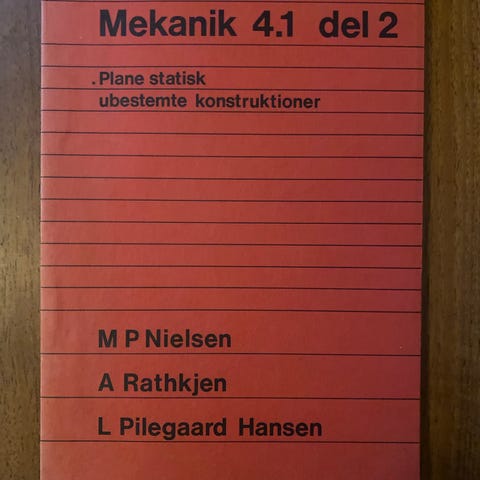 Mekanik 4.1 del 2
.Plane statisk
ubestemte konstruktioner
M P Nielsen
A Rathkjen
L Pilegaard Hansen